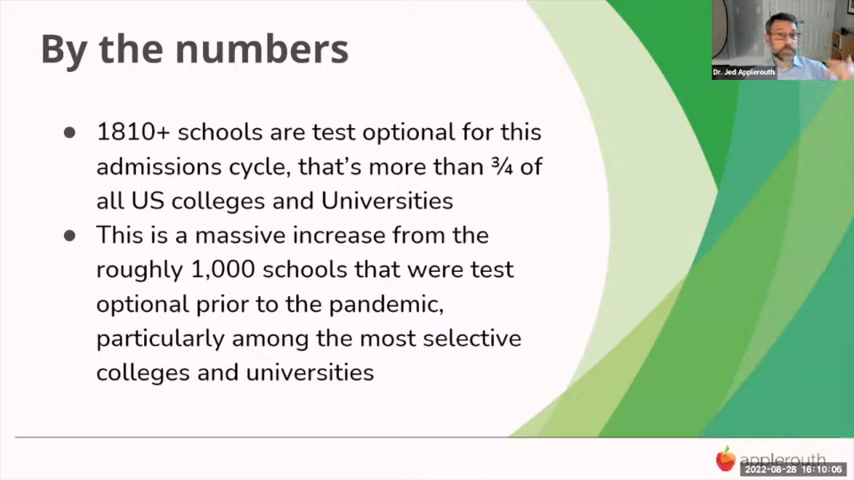 By the numbers
Dr. Jed Applerouth
● 1810+ schools are test optional for this
admissions cycle, that's more than ¾ of
all US colleges and Universities
● This is a massive increase from the
roughly 1,000 schools that were test
optional prior to the pandemic,
particularly among the most selective
colleges and universities
applerouth
2022-08-28 16:10:06